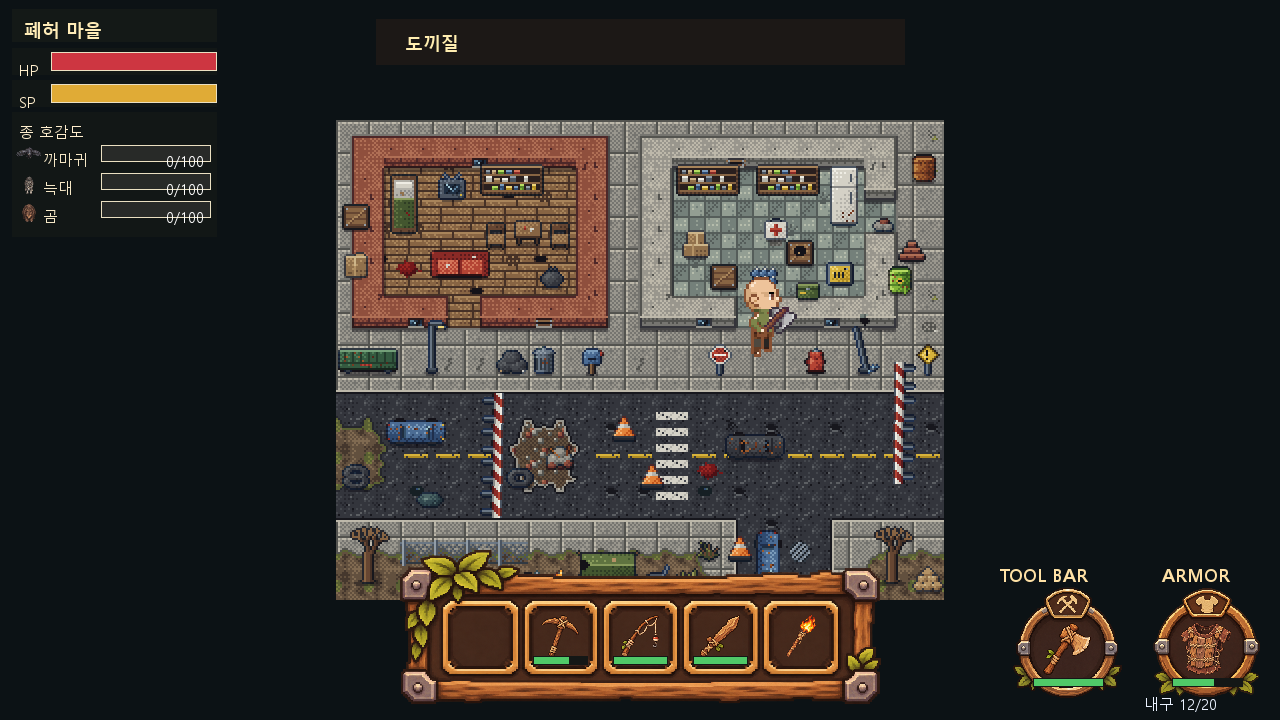 폐허 마을
도끼질
HP
SP
종 호감도
까마귀 0/100
늑대 0/100
곰 0/100
TOOL BAR
ARMOR
내구 12/20